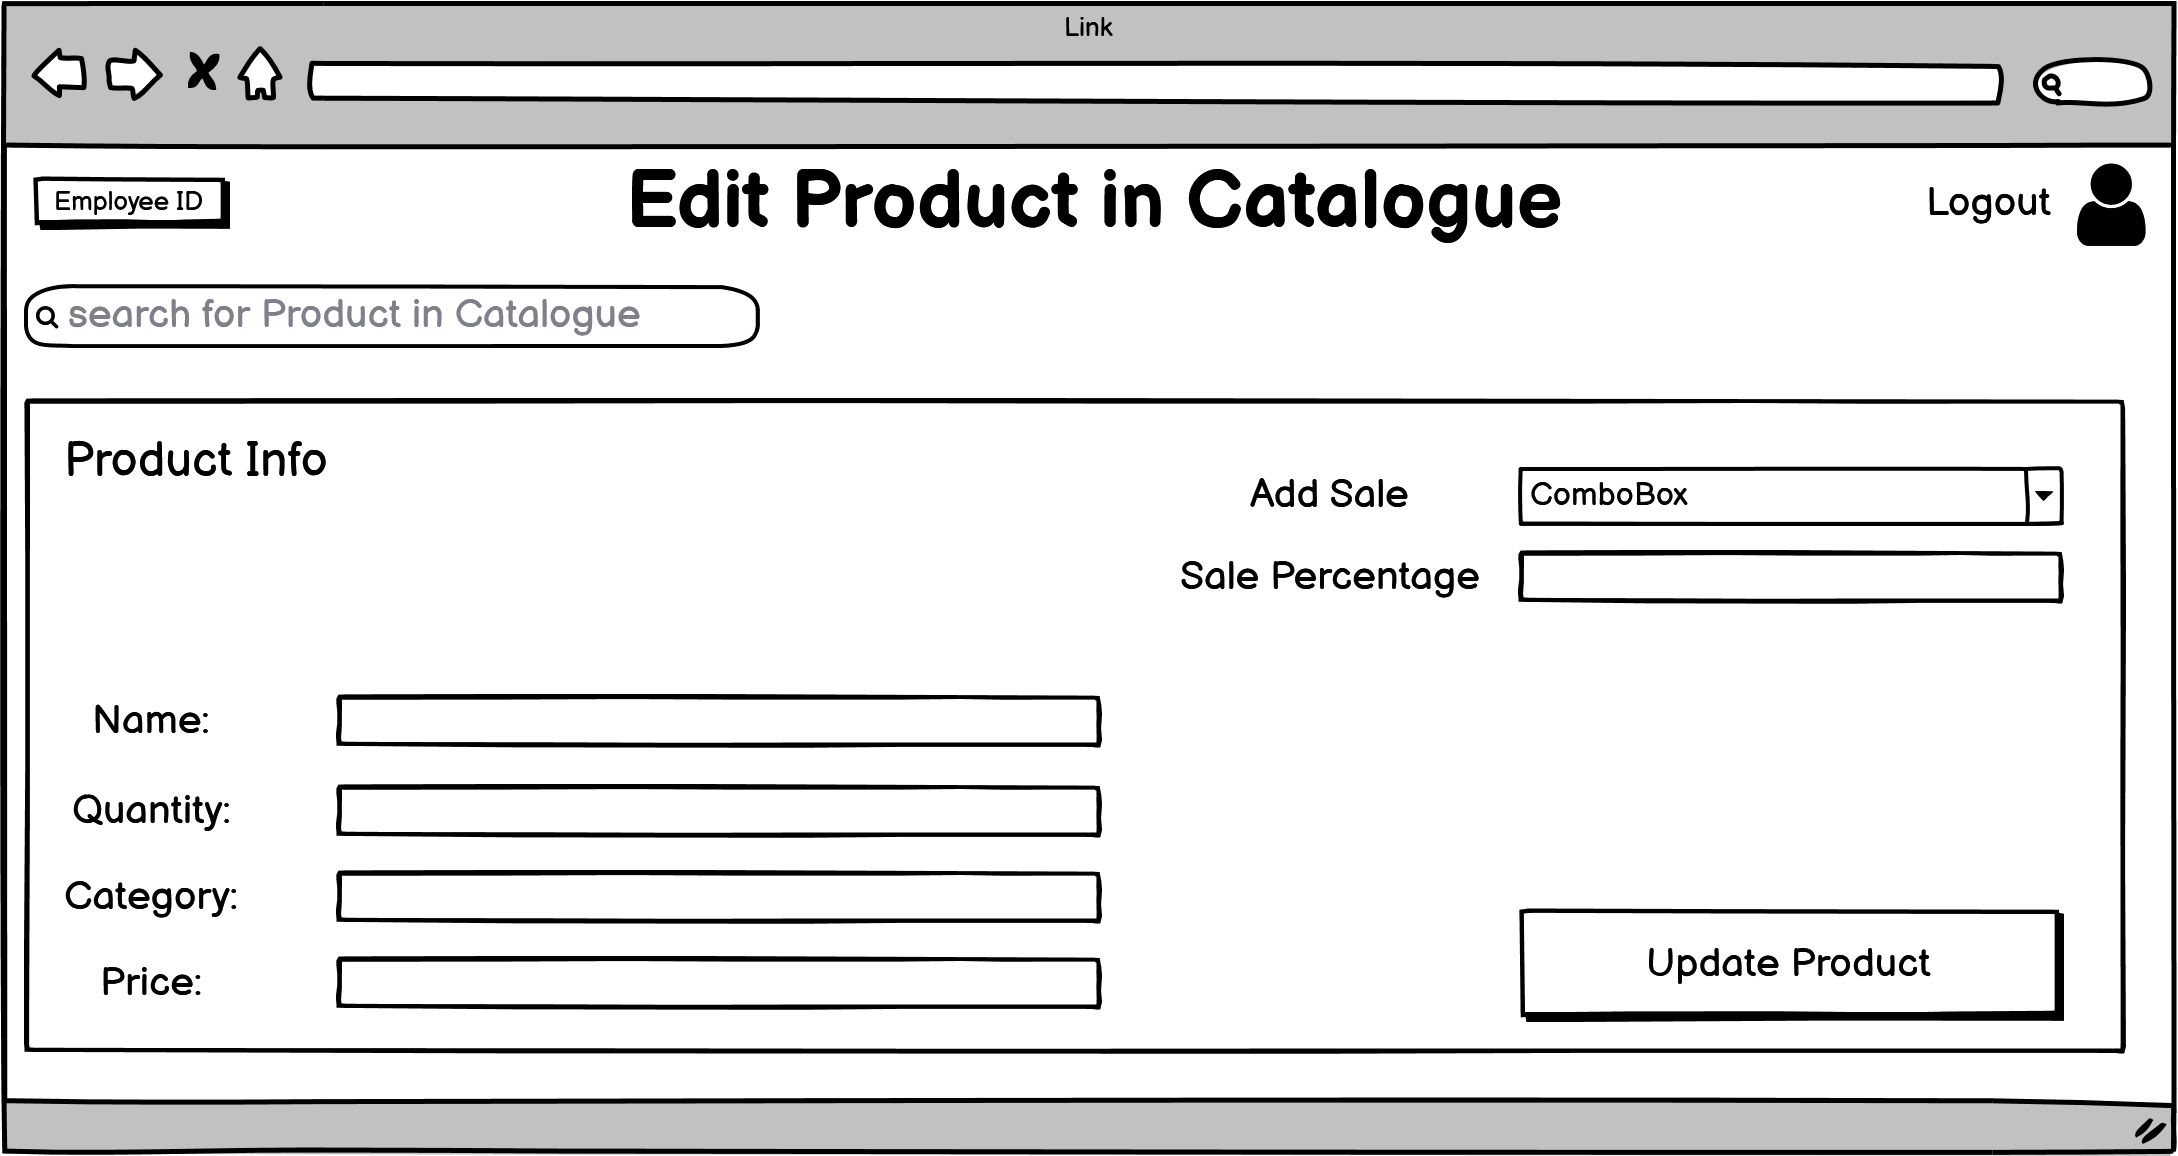 Link
Employee ID
Edit Product in Catalogue
Logout
search for Product in Catalogue
Product Info
Add Sale
ComboBox
Sale Percentage
Name:
Quantity:
Category:
Price:
Update Product